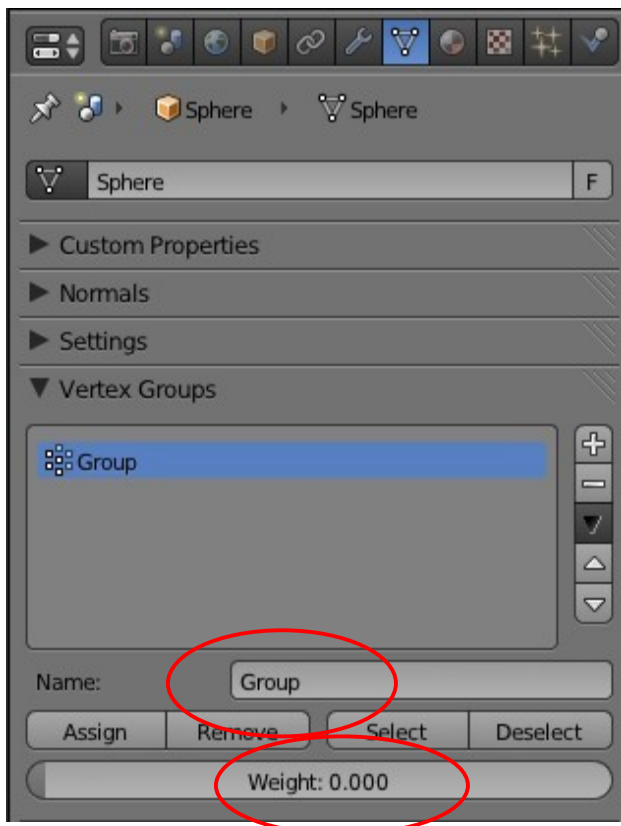 Sphere Sphere
Sphere F
Custom Properties
Normals
Settings
Vertex Groups
Group
Name: Group
Assign Remove Select Deselect
Weight: 0.000